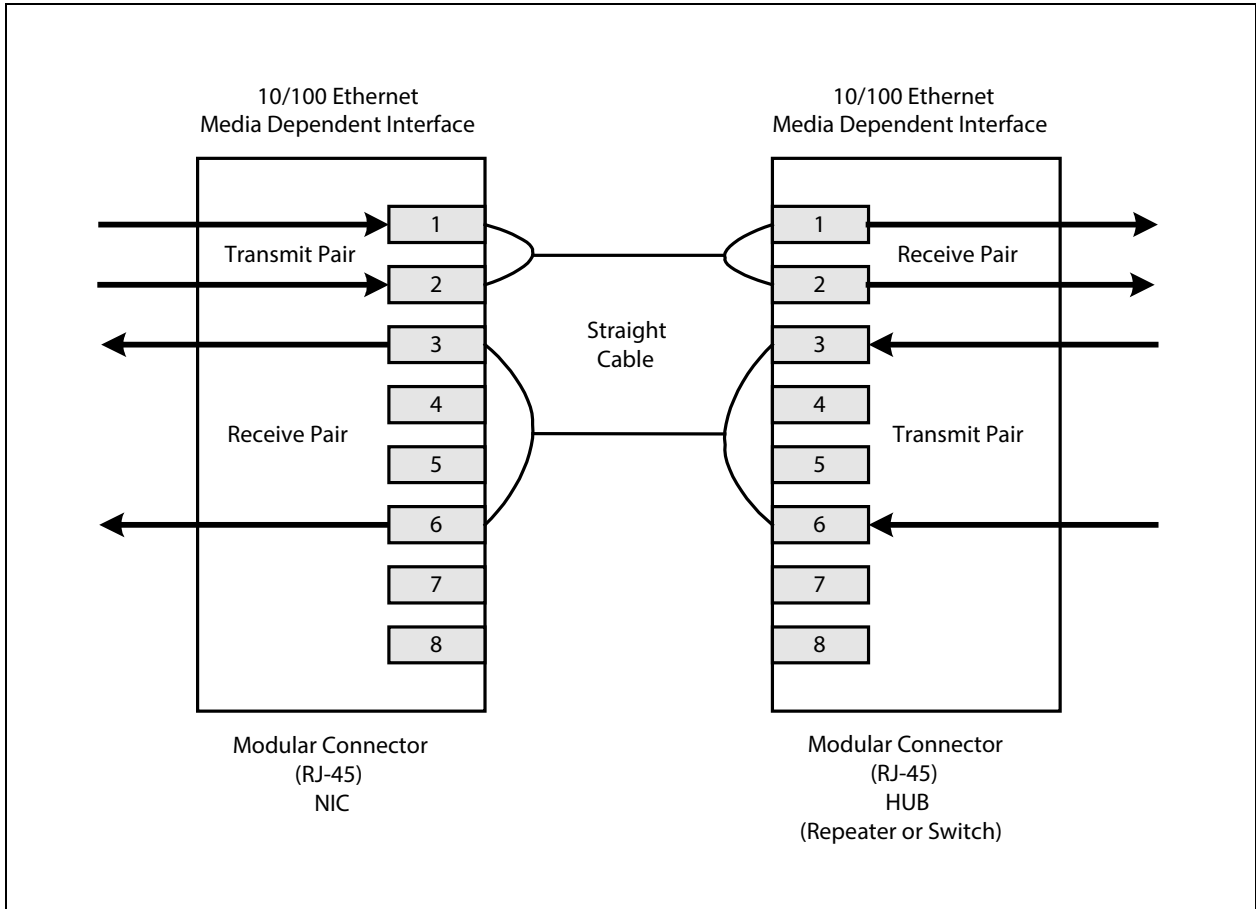 10/100 Ethernet
Media Dependent Interface
10/100 Ethernet
Media Dependent Interface
1
1
Transmit Pair
Receive Pair
2
2
3
Straight
Cable
3
4
4
Receive Pair
Transmit Pair
5
5
6
6
7
7
8
8
Modular Connector
(RJ-45)
NIC
Modular Connector
(RJ-45)
HUB
(Repeater or Switch)